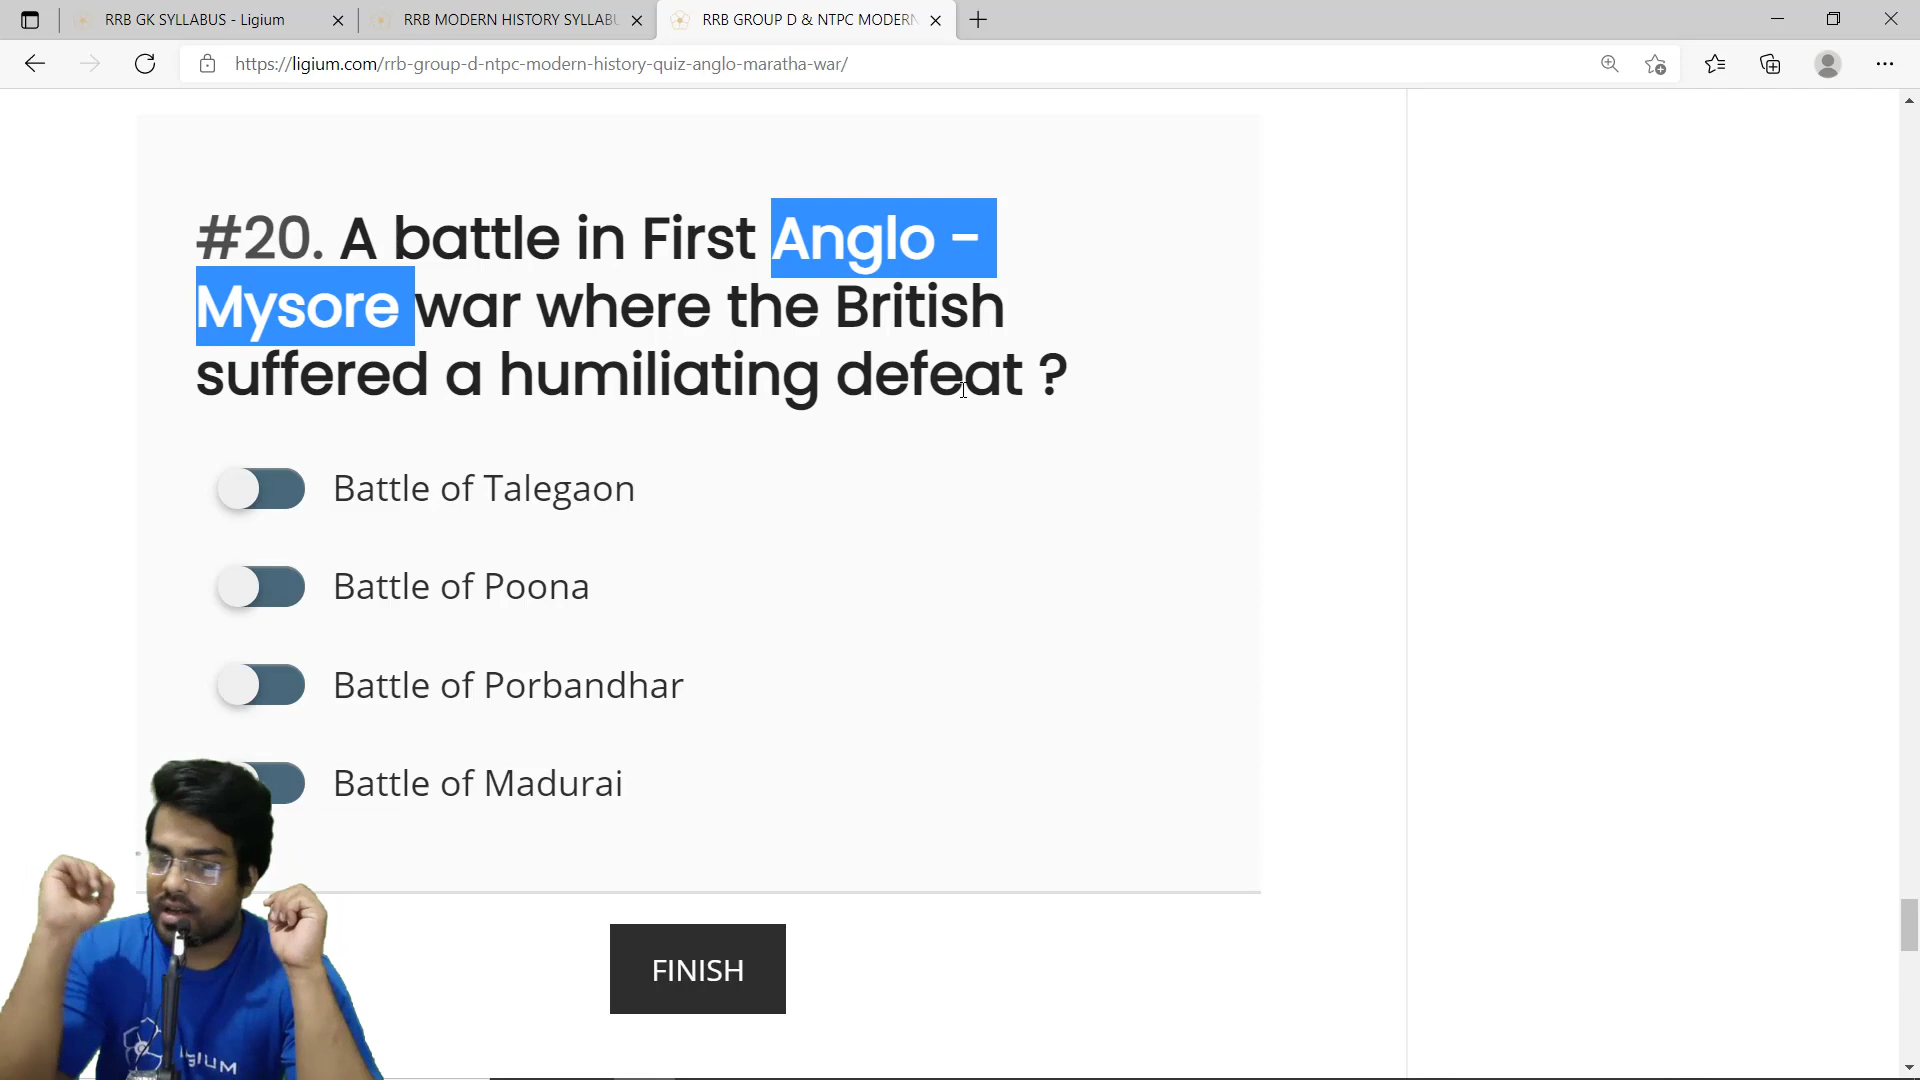 RRB GK SYLLABUS - Ligium
RRB MODERN HISTORY SYLLABU
RRB GROUP D & NTPC MODERN
https://ligium.com/rrb-group-d-ntpc-modern-history-quiz-anglo-maratha-war/
#20. A battle in First Anglo -
Mysore war where the British
suffered a humiliating defeat ?
Battle of Talegaon
Battle of Poona
Battle of Porbandhar
Battle of Madurai
FINISH
LIGIUM